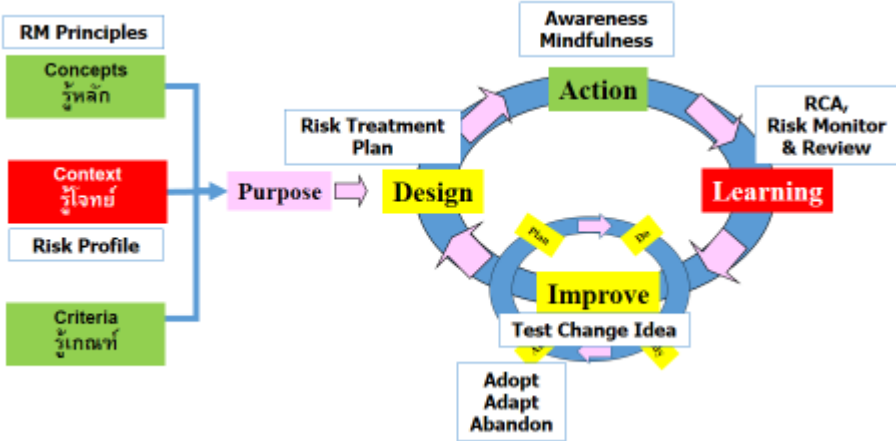 RM Principles
Concepts
รู้หลัก
Context
รู้โจทย์
Risk Profile
Criteria
รู้เกณฑ์
Purpose
Risk Treatment
Plan
Design
Awareness
Mindfulness
Action
RCA,
Risk Monitor
& Review
Learning
Plan
Do
Improve
Test Change Idea
Adopt
Adapt
Abandon